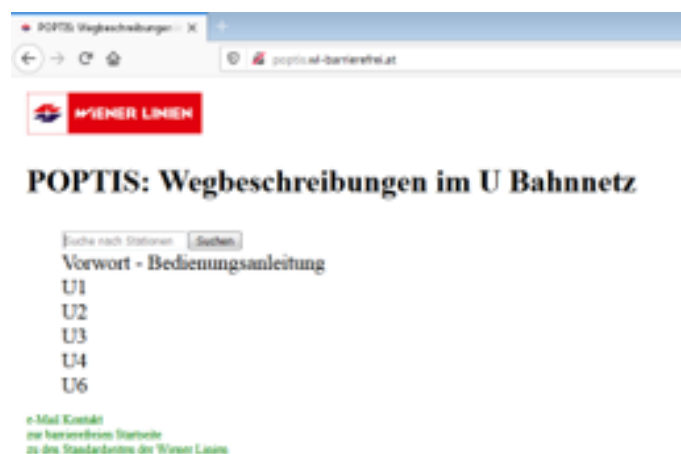 POPTIS: Wegbeschreibungen
poptis.wl-barrierefrei.at
WIENER LINIEN
POPTIS: Wegbeschreibungen im U Bahnnetz
Suche nach Stationen Suchen
Vorwort - Bedienungsanleitung
U1
U2
U3
U4
U6
e-Mail Kontakt
zur barrierefreien Startseite
zu den Standardseiten der Wiener Linien